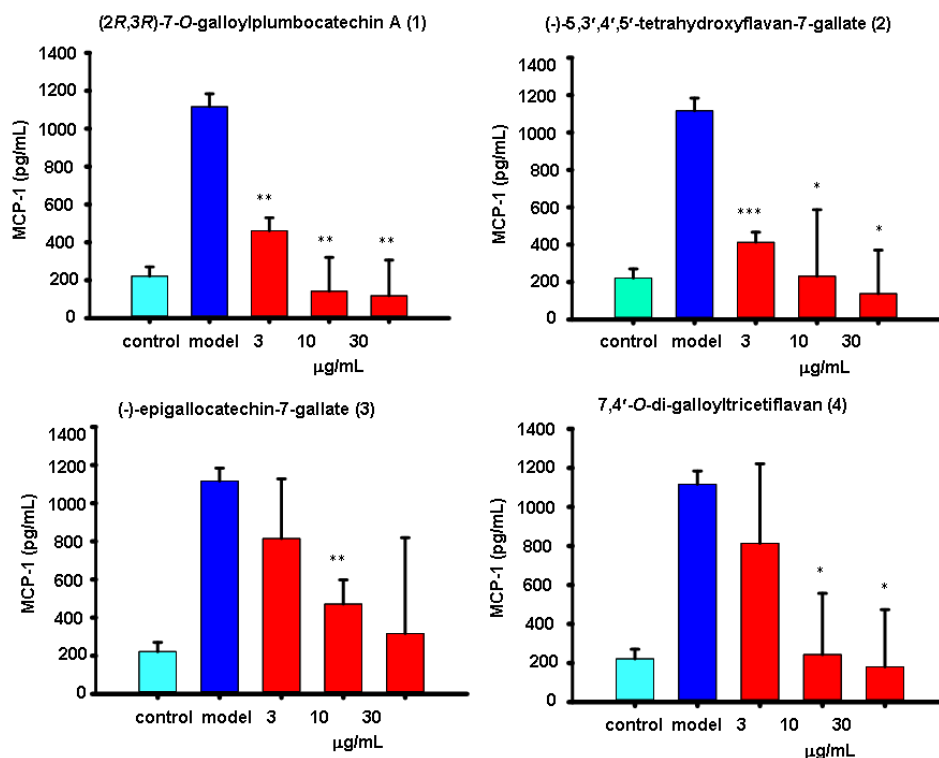 (2R,3R)-7-O-galloylplumbocatechin A (1)
MCP-1 (pg/mL)
1400
1200
1000
800
600
400
200
0
** ** **
control model 3 10 30
μg/mL
(-)-5,3′,4′,5′-tetrahydroxyflavan-7-gallate (2)
MCP-1 (pg/mL)
1400
1200
1000
800
600
400
200
0
*** * *
control model 3 10 30
μg/mL
(-)-epigallocatechin-7-gallate (3)
MCP-1 (pg/mL)
1400
1200
1000
800
600
400
200
0
**
control model 3 10 30
μg/mL
7,4′-O-di-galloyltricetiflavan (4)
MCP-1 (pg/mL)
1400
1200
1000
800
600
400
200
0
* *
control model 3 10 30
μg/mL